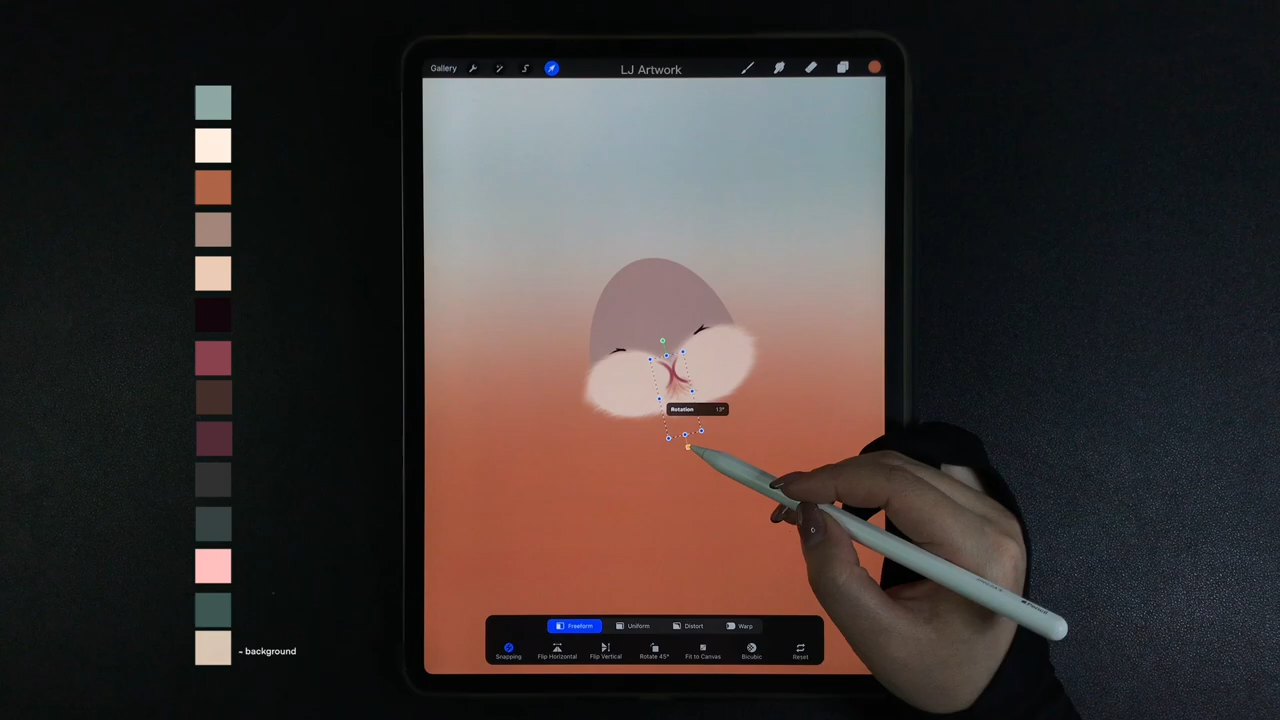 Gallery
LJ Artwork
Rotation 13°
Freeform Uniform Distort Warp
Snapping Flip Horizontal Flip Vertical Rotate 45° Fit to Canvas Bicubic Reset
~ background